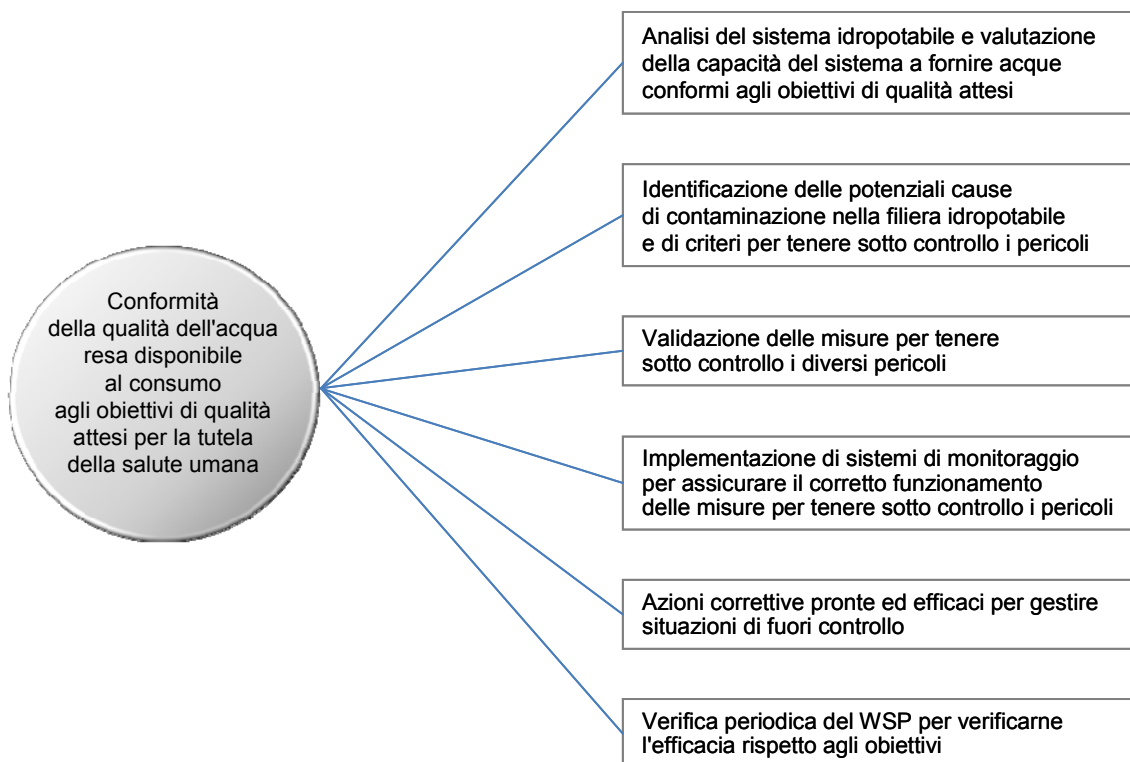 Conformità
della qualità dell'acqua
resa disponibile
al consumo
agli obiettivi di qualità
attesi per la tutela
della salute umana
Analisi del sistema idropotabile e valutazione
della capacità del sistema a fornire acque
conformi agli obiettivi di qualità attesi
Identificazione delle potenziali cause
di contaminazione nella filiera idropotabile
e di criteri per tenere sotto controllo i pericoli
Validazione delle misure per tenere
sotto controllo i diversi pericoli
Implementazione di sistemi di monitoraggio
per assicurare il corretto funzionamento
delle misure per tenere sotto controllo i pericoli
Azioni correttive pronte ed efficaci per gestire
situazioni di fuori controllo
Verifica periodica del WSP per verificarne
l'efficacia rispetto agli obiettivi